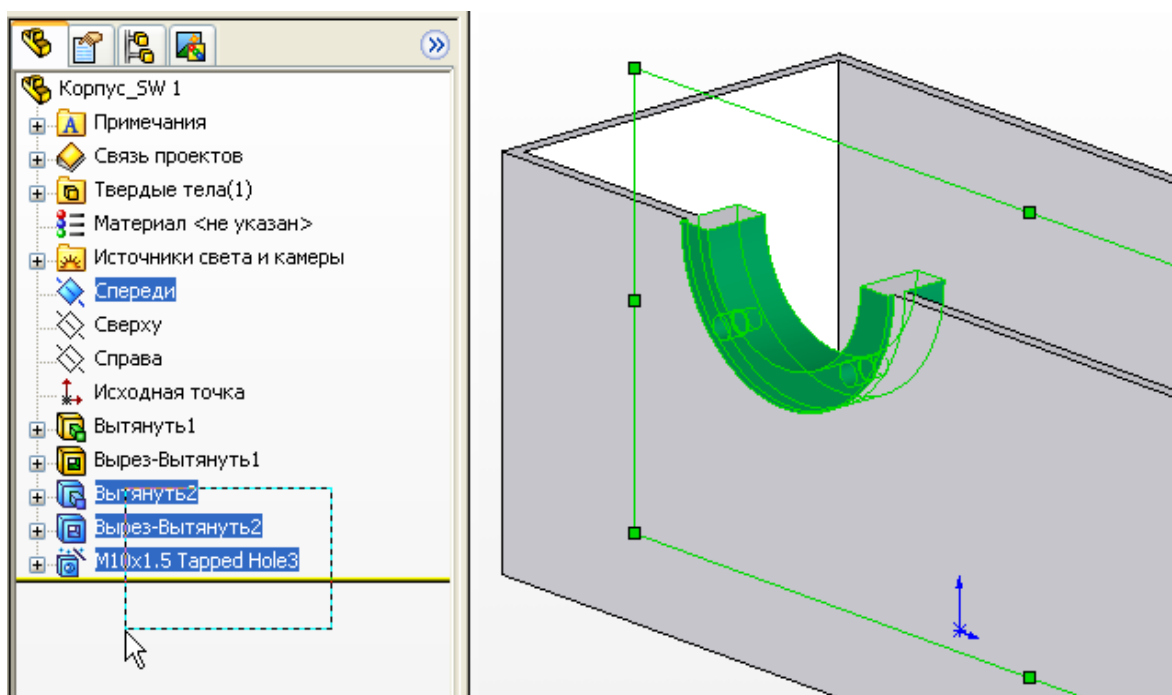 Корпус_SW 1
Примечания
Связь проектов
Твердые тела(1)
Материал <не указан>
Источники света и камеры
Спереди
Сверху
Справа
Исходная точка
Вытянуть1
Вырез-Вытянуть1
Вытянуть2
Вырез-Вытянуть2
M10x1.5 Tapped Hole3